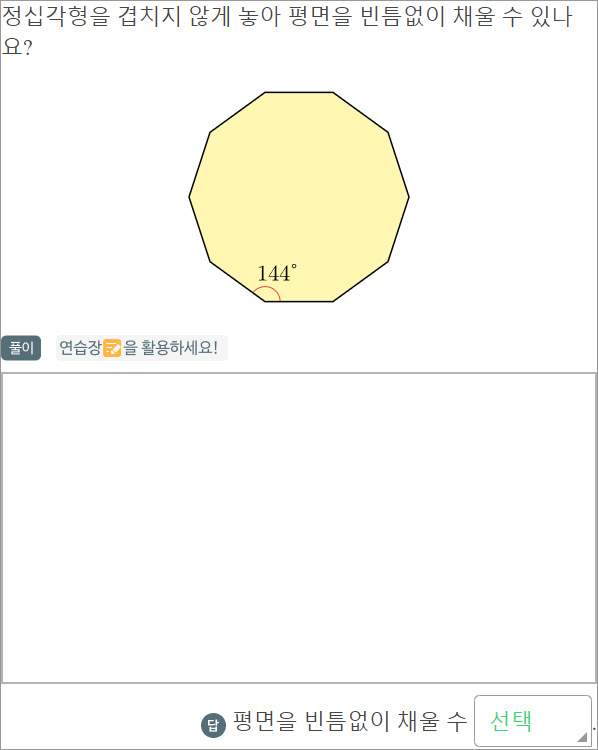 정십각형을 겹치지 않게 놓아 평면을 빈틈없이 채울 수 있나
요?
144°
풀이 연습장을 활용하세요!
답 평면을 빈틈없이 채울 수 선택.